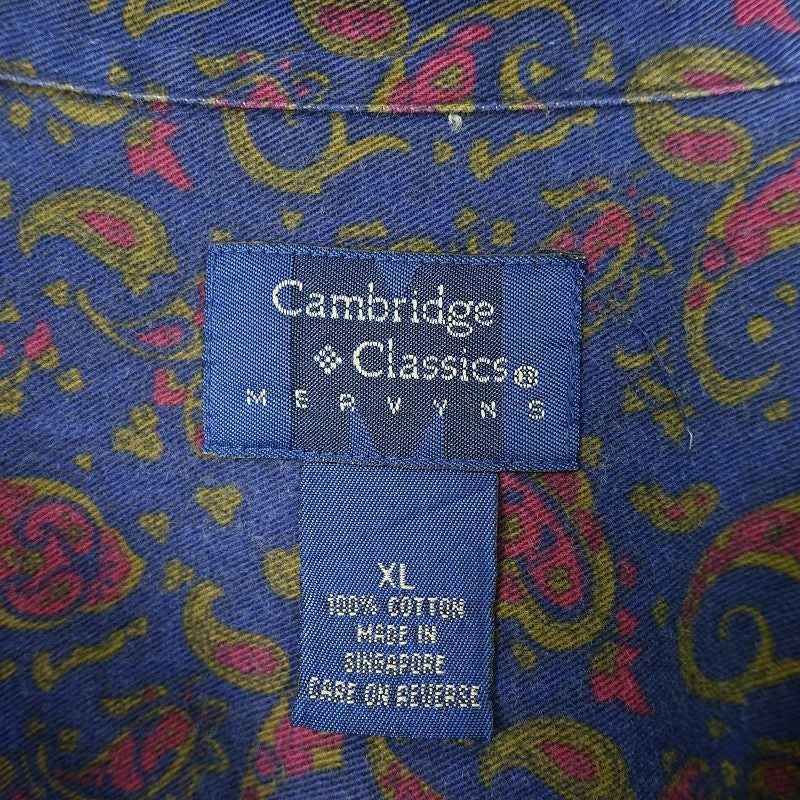 Cambridge
Classics®
MERVYNS
XL
100% COTTON
MADE IN
SINGAPORE
CARE ON REVERSE